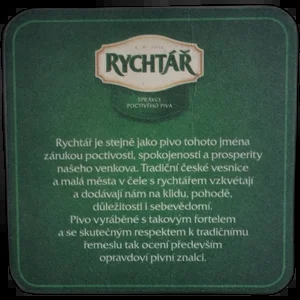 RYCHTÁŘ
SPRÁVCE
POCTIVÉHO PIVA
Rychtář je stejně jako pivo tohoto jména
zárukou poctivosti, spokojenosti a prosperity
našeho venkova. Tradiční české vesnice
a malá města v čele s rychtářem vzkvétají
a dodávají nám na klidu, pohodě,
důležitosti i sebevědomí.
Pivo vyráběné s takovým fortelem
a se skutečným respektem k tradičnímu
řemeslu tak ocení především
opravdoví pivní znalci.